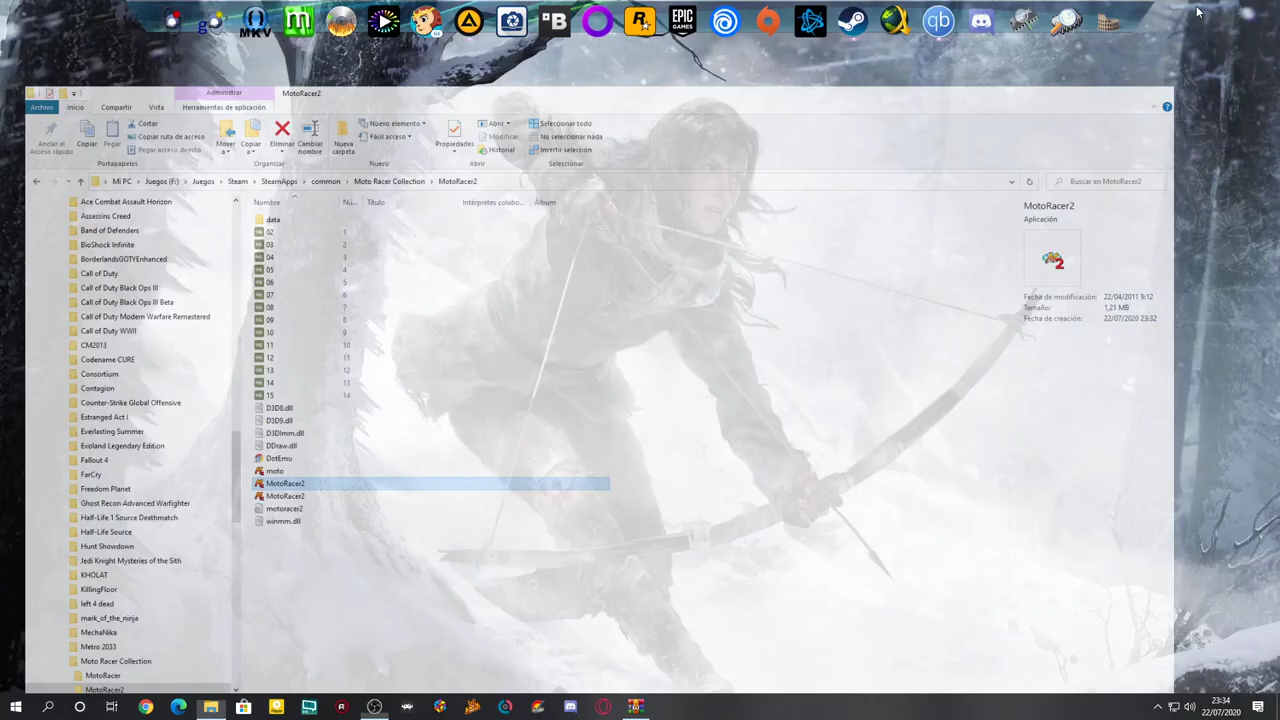 MKV
64
B
R
EPIC
GAMES
qb
Administrar
MotoRacer2
Archivo Inicio Compartir Vista Herramientas de aplicación
Anclar al
Acceso rápido
Copiar
Pegar
Cortar
Copiar ruta de acceso
Pegar acceso directo
Mover
a
Copiar
a
Eliminar
Cambiar
nombre
Nueva
carpeta
Nuevo elemento
Fácil acceso
Propiedades
Abrir
Modificar
Historial
Seleccionar todo
No seleccionar nada
Invertir selección
Portapapeles
Organizar
Nuevo
Abrir
Seleccionar
Mi PC Juegos (F:) Juegos Steam SteamApps common Moto Racer Collection MotoRacer2
Buscar en MotoRacer2
Ace Combat Assault Horizon
Assassins Creed
Band of Defenders
BioShock Infinite
BorderlandsGOTYEnhanced
Call of Duty
Call of Duty Black Ops III
Call of Duty Black Ops III Beta
Call of Duty Modern Warfare Remastered
Call of Duty WWII
CM2013
Codename CURE
Consortium
Contagion
Counter-Strike Global Offensive
Estranged Act I
Everlasting Summer
Evoland Legendary Edition
Fallout 4
FarCry
Freedom Planet
Ghost Recon Advanced Warfighter
Half-Life 1 Source Deathmatch
Half-Life Source
Hunt Showdown
Jedi Knight Mysteries of the Sith
KHOLAT
KillingFloor
left 4 dead
mark_of_the_ninja
MechaNika
Metro 2033
Moto Racer Collection
MotoRacer
MotoRacer2
Nombre Nú... Título Intérpretes colabo... Álbum
data
02 1
03 2
04 3
05 4
06 5
07 6
08 7
09 8
10 9
11 10
12 11
13 12
14 13
15 14
D3D8.dll
D3D9.dll
D3DImm.dll
DDraw.dll
DotEmu
moto
MotoRacer2
MotoRacer2
motoracer2
winmm.dll
MotoRacer2
Aplicación
2
Fecha de modificación: 22/04/2011 9:12
Tamaño: 1,21 MB
Fecha de creación: 22/07/2020 23:32
23:34
22/07/2020